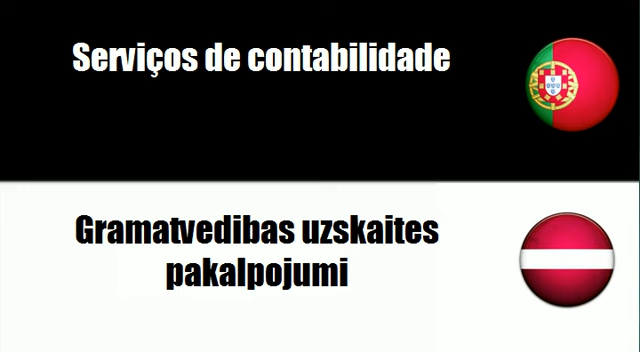 Serviços de contabilidade
Gramatvedibas uzskaites
pakalpojumi